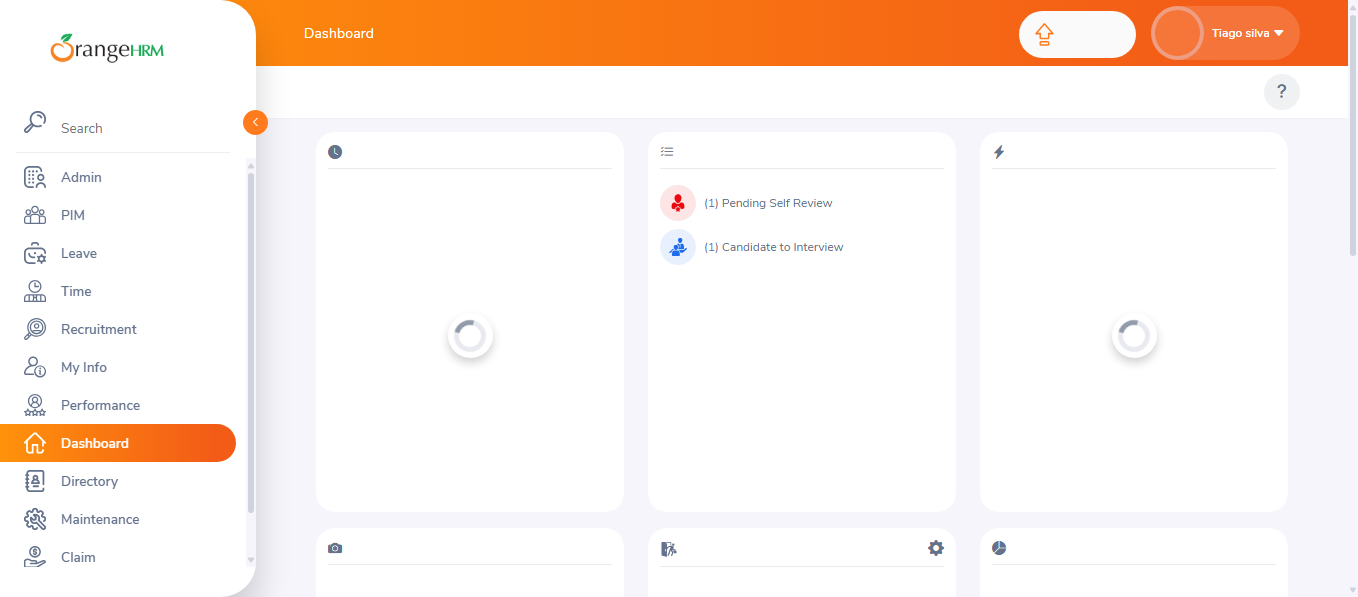 OrangeHRM
Dashboard
Tiago silva
?
Search
Admin
PIM
Leave
Time
Recruitment
My Info
Performance
Dashboard
Directory
Maintenance
Claim
(1) Pending Self Review
(1) Candidate to Interview